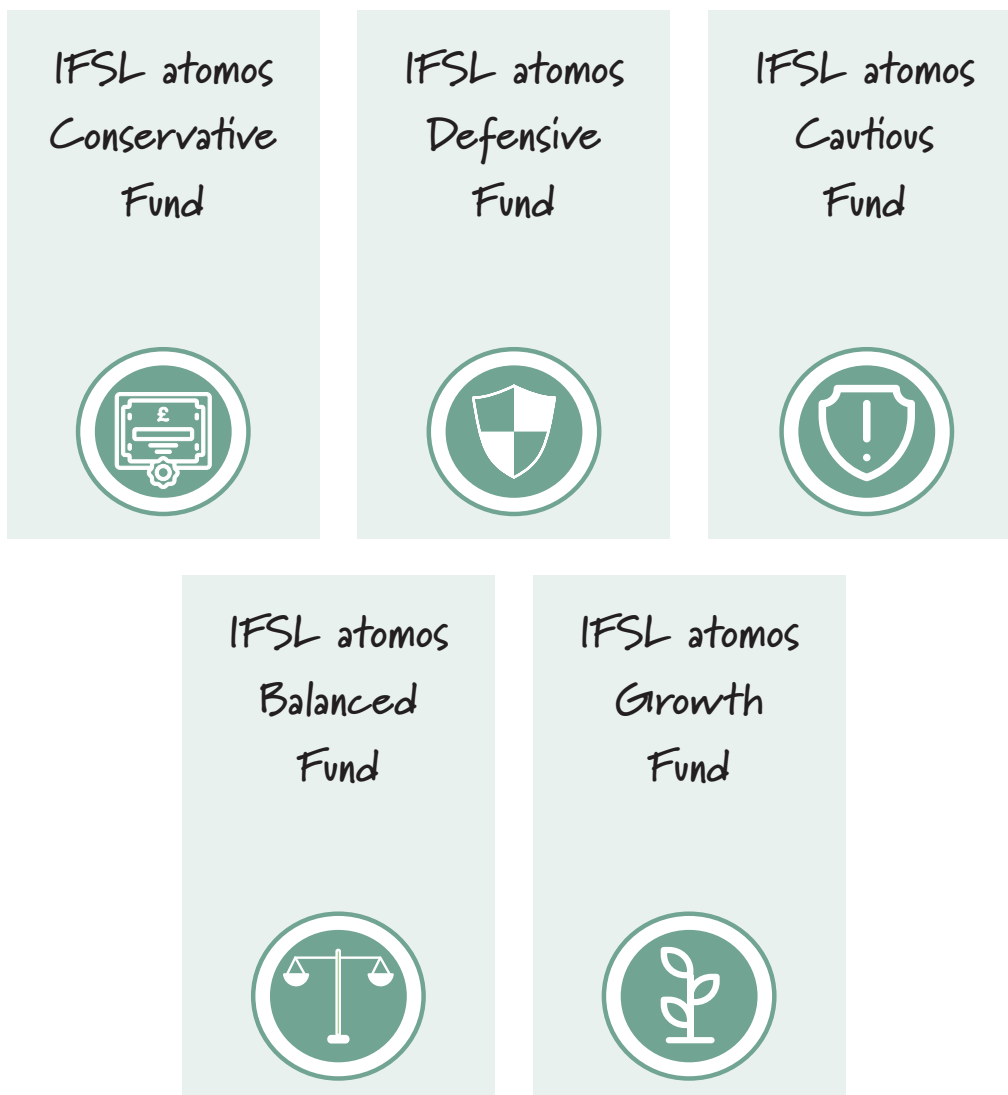 IFSL atomos
Conservative
Fund
£
IFSL atomos
Defensive
Fund
IFSL atomos
Cautious
Fund
IFSL atomos
Balanced
Fund
IFSL atomos
Growth
Fund